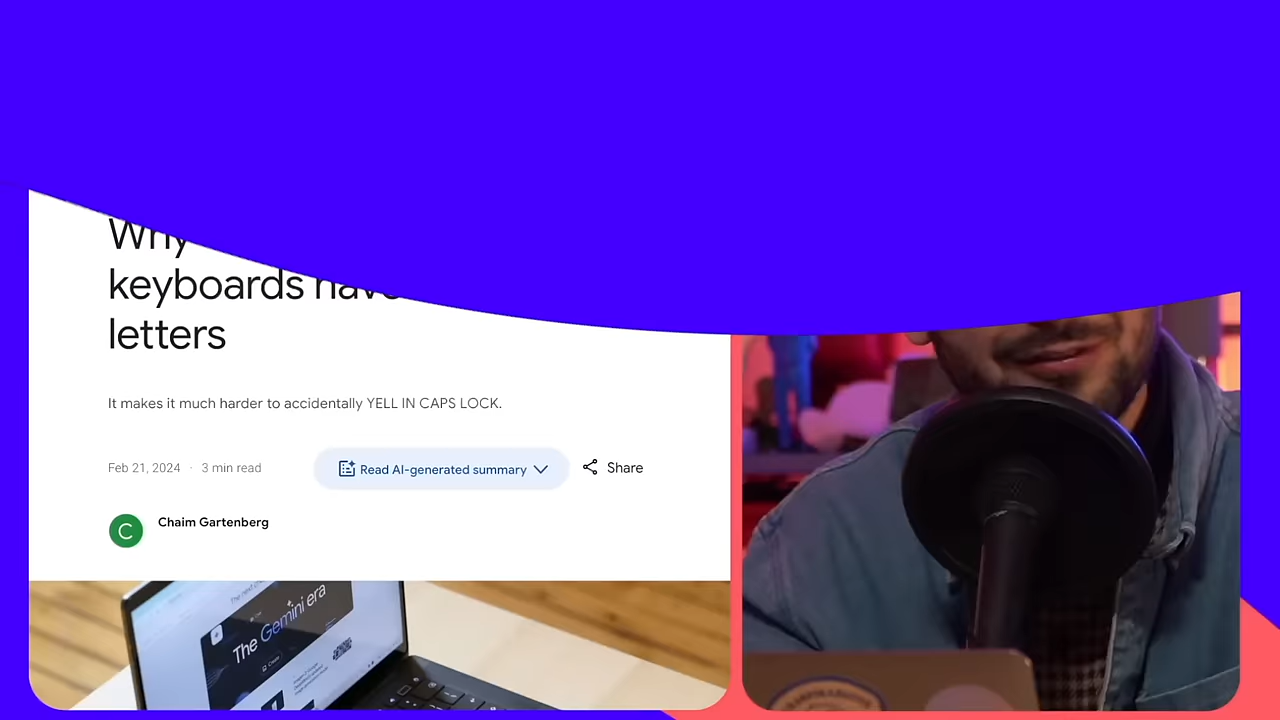 Why
keyboards have
letters
It makes it much harder to accidentally YELL IN CAPS LOCK.
Feb 21, 2024 · 3 min read
Read AI-generated summary
Share
C
Chaim Gartenberg
The Gemini era